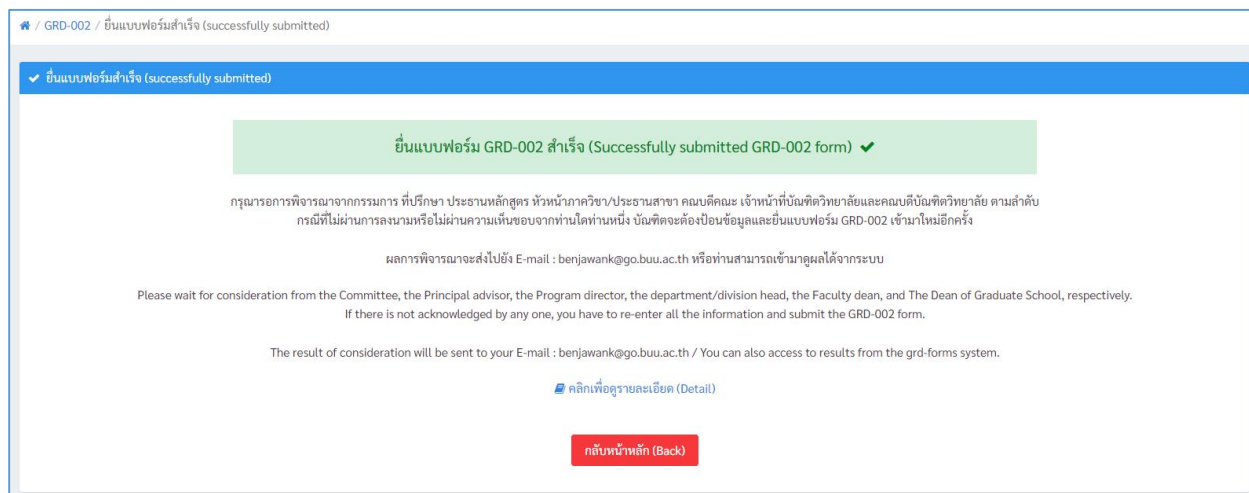 / GRD-002 / ยื่นแบบฟอร์มสำเร็จ (successfully submitted)
ยื่นแบบฟอร์มสำเร็จ (successfully submitted)
ยื่นแบบฟอร์ม GRD-002 สำเร็จ (Successfully submitted GRD-002 form)
กรุณารอการพิจารณาจากกรรมการ ที่ปรึกษา ประธานหลักสูตร หัวหน้าภาควิชา/ประธานสาขา คณบดีคณะ เจ้าหน้าที่บัณฑิตวิทยาลัยและคณบดีบัณฑิตวิทยาลัย ตามลำดับ
กรณีที่ไม่ผ่านการลงนามหรือไม่ผ่านความเห็นชอบจากท่านใดท่านหนึ่ง บัณฑิตจะต้องป้อนข้อมูลและยื่นแบบฟอร์ม GRD-002 เข้ามาใหม่อีกครั้ง
ผลการพิจารณาจะส่งไปยัง E-mail : benjawank@go.buu.ac.th หรือท่านสามารถเข้ามาดูผลได้จากระบบ
Please wait for consideration from the Committee, the Principal advisor, the Program director, the department/division head, the Faculty dean, and The Dean of Graduate School, respectively.
If there is not acknowledged by any one, you have to re-enter all the information and submit the GRD-002 form.
The result of consideration will be sent to your E-mail : benjawank@go.buu.ac.th / You can also access to results from the grd-forms system.
คลิกเพื่อดูรายละเอียด (Detail)
กลับหน้าหลัก (Back)